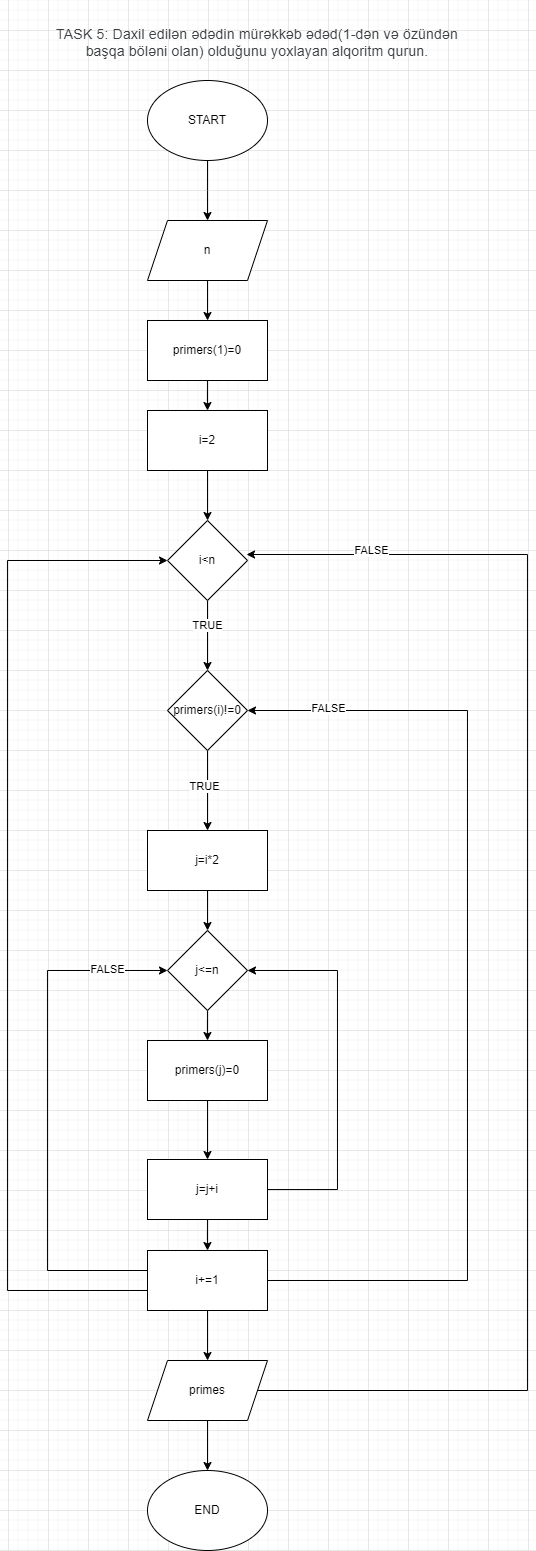 TASK 5: Daxil edilən ədədin mürəkkəb ədəd(1-dən və özündən
başqa böləni olan) olduğunu yoxlayan alqoritm qurun.
START
n
primers(1)=0
i=2
i<n
FALSE
TRUE
primers(i)!=0
FALSE
TRUE
j=i*2
FALSE
j<=n
primers(j)=0
j=j+i
i+=1
primes
END